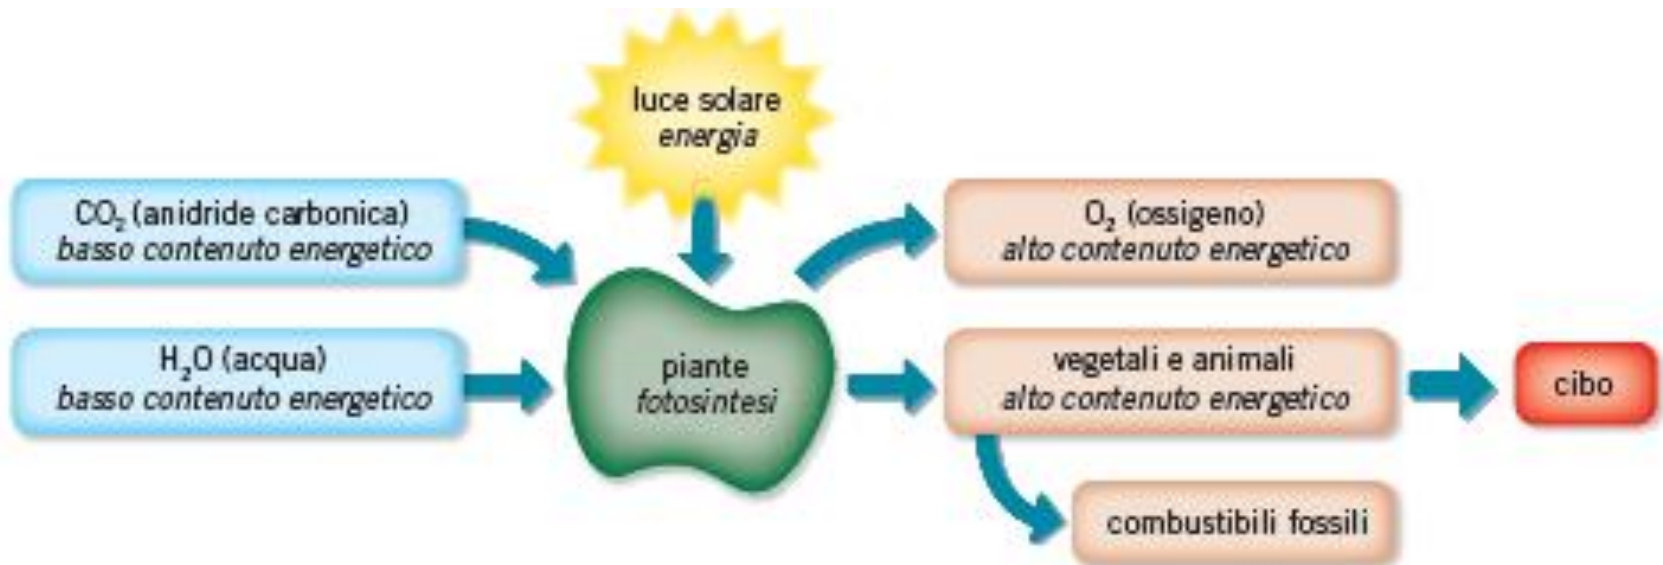 luce solare
energia
CO₂ (anidride carbonica)
basso contenuto energetico
H₂O (acqua)
basso contenuto energetico
piante
fotosintesi
O₂ (ossigeno)
alto contenuto energetico
vegetali e animali
alto contenuto energetico
cibo
combustibili fossili